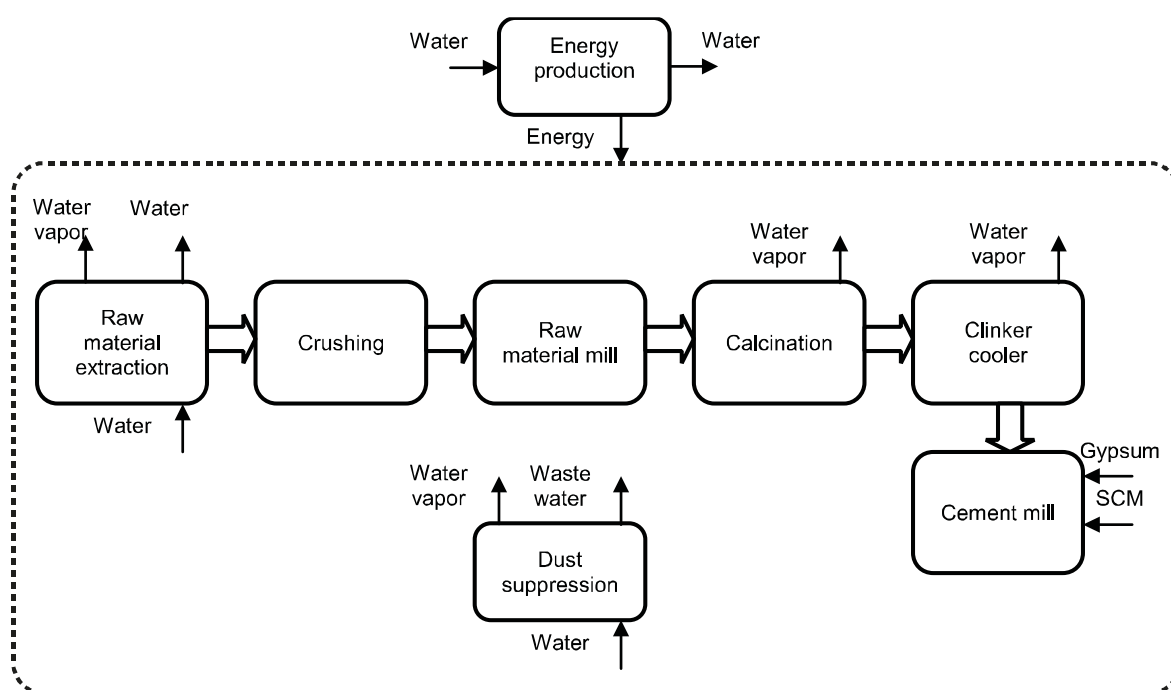 Water
Energy
production
Water
Energy
Water
vapor
Water
Water
vapor
Water
vapor
Raw
material
extraction
Crushing
Raw
material mill
Calcination
Clinker
cooler
Water
Water
vapor
Waste
water
Gypsum
SCM
Cement mill
Dust
suppression
Water